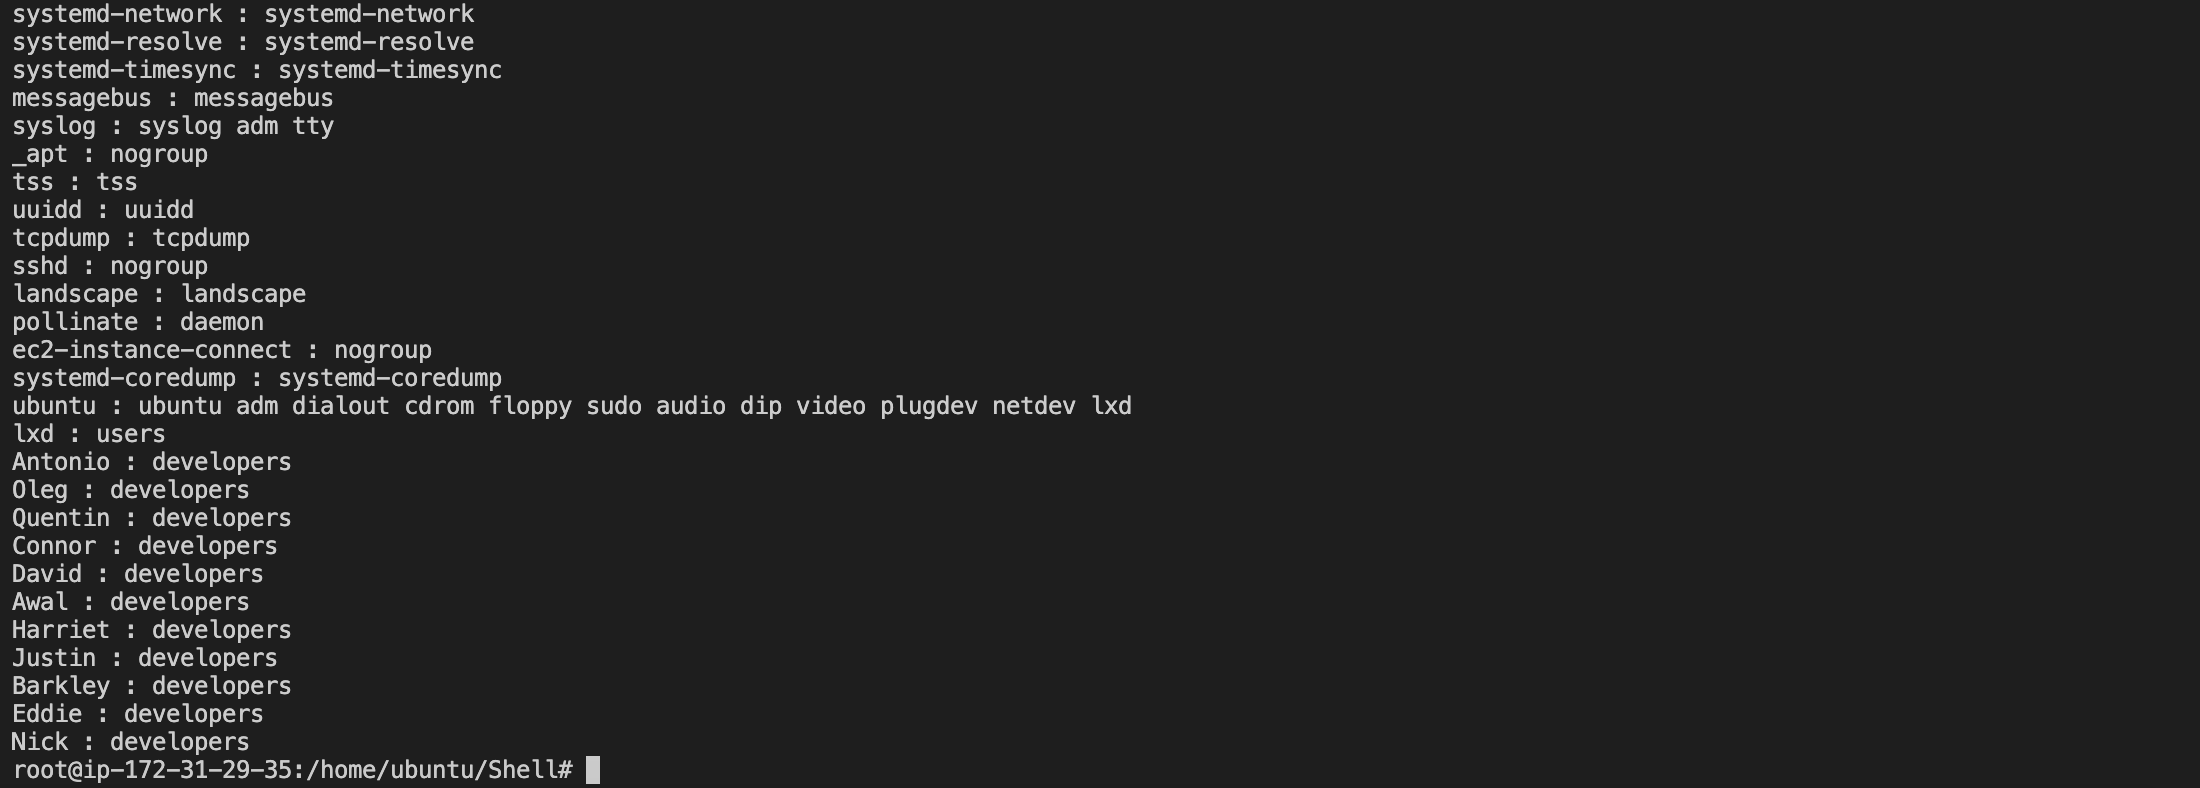 systemd-network : systemd-network
systemd-resolve : systemd-resolve
systemd-timesync : systemd-timesync
messagebus : messagebus
syslog : syslog adm tty
_apt : nogroup
tss : tss
uuidd : uuidd
tcpdump : tcpdump
sshd : nogroup
landscape : landscape
pollinate : daemon
ec2-instance-connect : nogroup
systemd-coredump : systemd-coredump
ubuntu : ubuntu adm dialout cdrom floppy sudo audio dip video plugdev netdev lxd
lxd : users
Antonio : developers
Oleg : developers
Quentin : developers
Connor : developers
David : developers
Awal : developers
Harriet : developers
Justin : developers
Barkley : developers
Eddie : developers
Nick : developers
root@ip-172-31-29-35:/home/ubuntu/Shell#